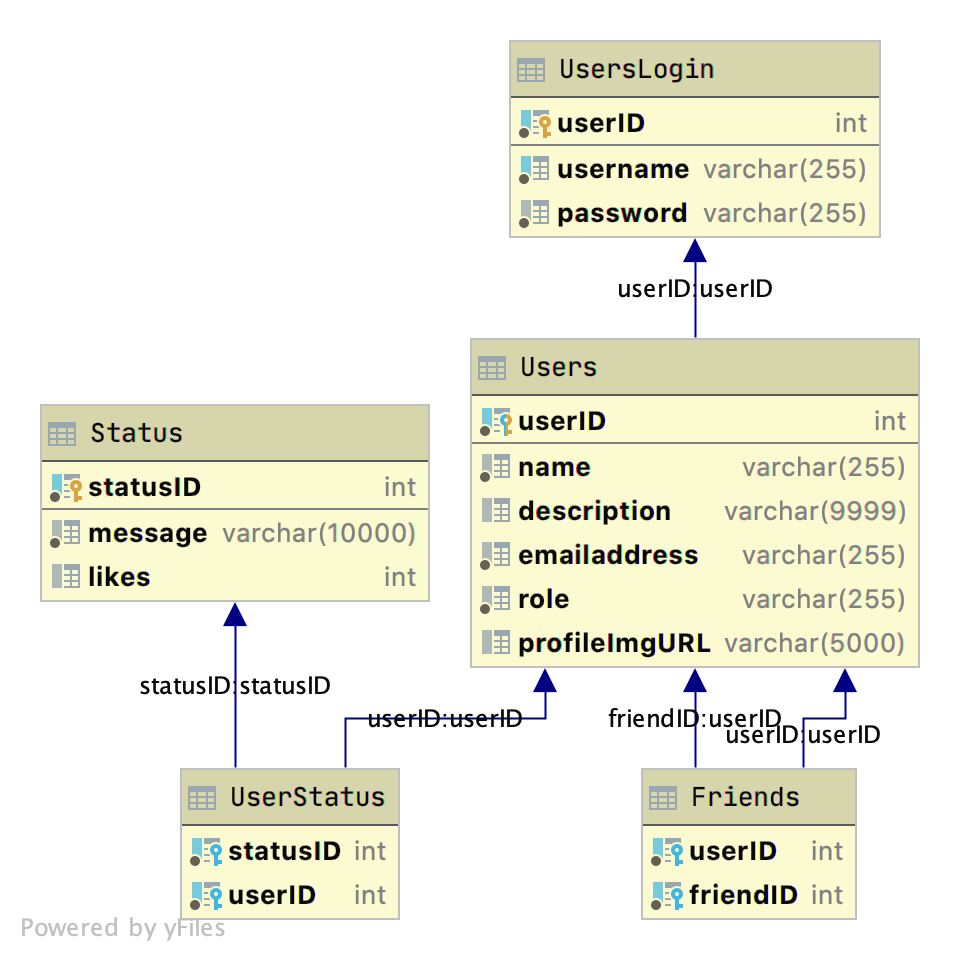 UsersLogin
userID int
username varchar(255)
password varchar(255)
userID:userID
Users
userID int
name varchar(255)
description varchar(9999)
emailaddress varchar(255)
role varchar(255)
profileImgURL varchar(5000)
Status
statusID int
message varchar(10000)
likes int
statusID:statusID
userID:userID
friendID:userID
userID:userID
UserStatus
statusID int
userID int
Friends
userID int
friendID int
Powered by yFiles